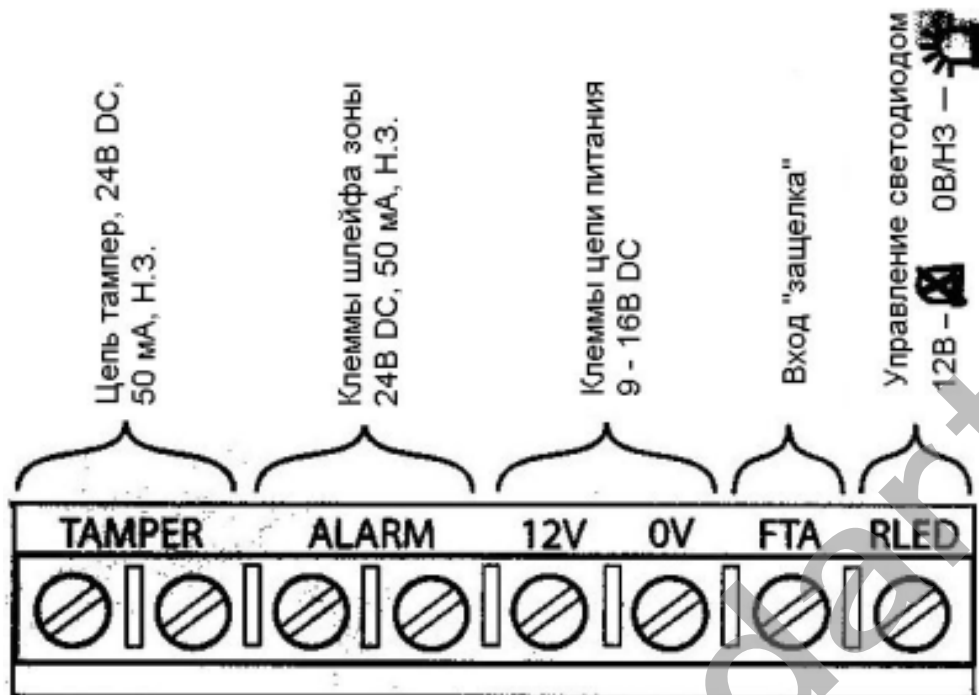 Цепь тампер, 24В DC,
50 мА, Н.З.
Клеммы шлейфа зоны
24В DC, 50 мА, Н.З.
Клеммы цепи питания
9 - 16В DC
Вход "защелка"
Управление светодиодом
12В – 0В/НЗ –
TAMPER ALARM 12V 0V FTA RLED